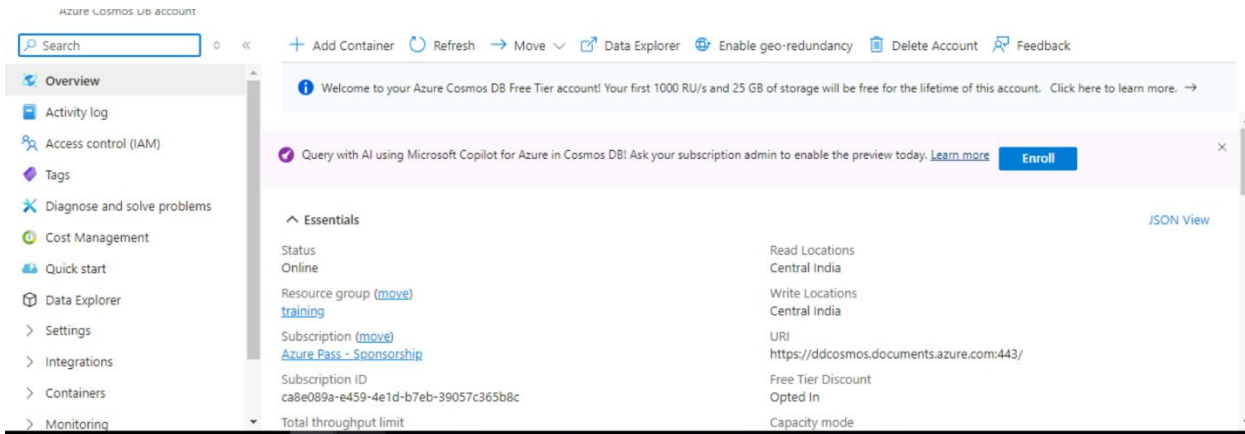 Azure Cosmos DB account
Search
Add Container Refresh Move Data Explorer Enable geo-redundancy Delete Account Feedback
Overview
Activity log
Access control (IAM)
Tags
Diagnose and solve problems
Cost Management
Quick start
Data Explorer
Settings
Integrations
Containers
Monitoring
Welcome to your Azure Cosmos DB Free Tier account! Your first 1000 RU/s and 25 GB of storage will be free for the lifetime of this account. Click here to learn more. →
Query with AI using Microsoft Copilot for Azure in Cosmos DB! Ask your subscription admin to enable the preview today. Learn more Enroll
Essentials JSON View
Status
Online
Resource group (move)
training
Subscription (move)
Azure Pass - Sponsorship
Subscription ID
ca8e089a-e459-4e1d-b7eb-39057c365b8c
Total throughput limit
Read Locations
Central India
Write Locations
Central India
URI
https://ddcosmos.documents.azure.com:443/
Free Tier Discount
Opted In
Capacity mode